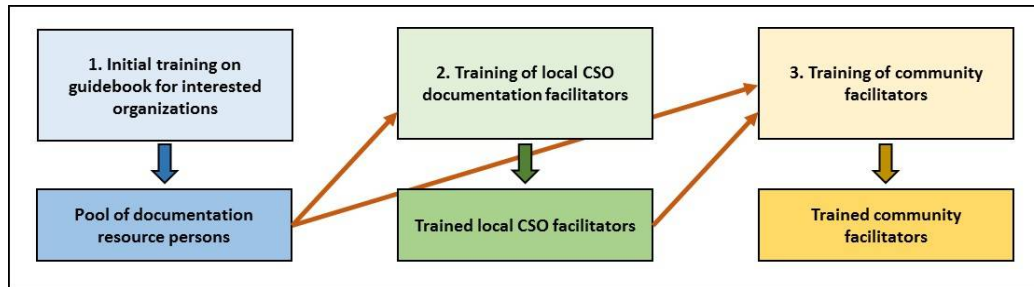 1. Initial training on
guidebook for interested
organizations
2. Training of local CSO
documentation facilitators
3. Training of community
facilitators
Pool of documentation
resource persons
Trained local CSO facilitators
Trained community
facilitators